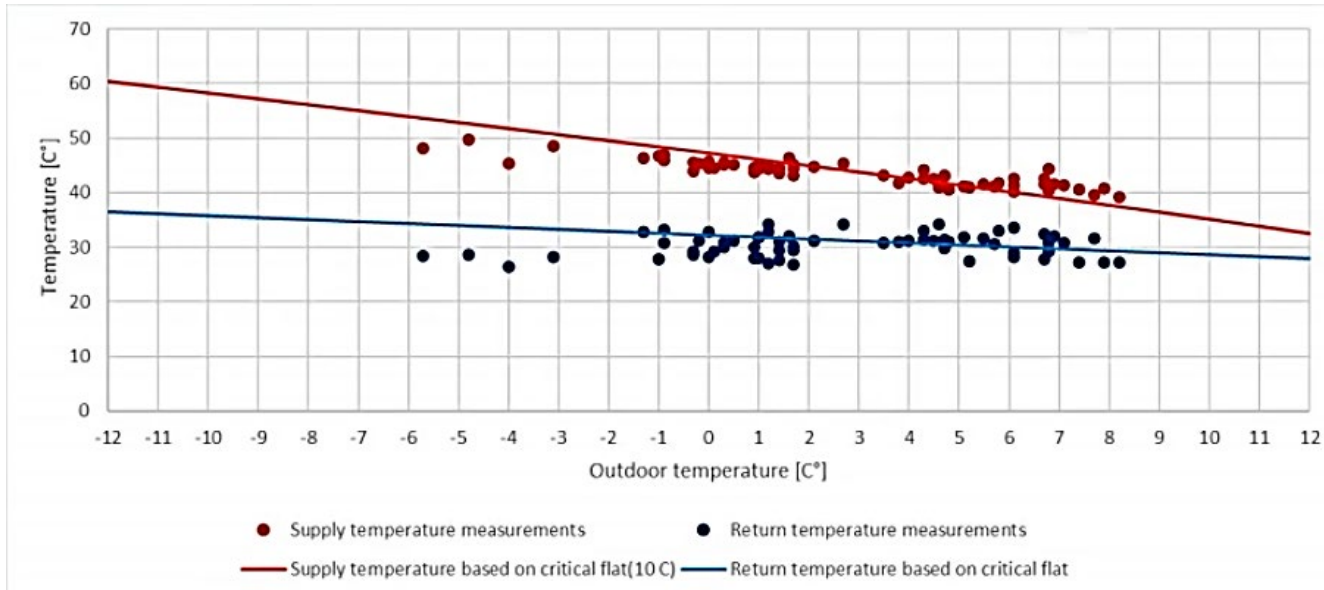 70
60
50
40
30
20
10
0
Temperature [C°]
-12 -11 -10 -9 -8 -7 -6 -5 -4 -3 -2 -1 0 1 2 3 4 5 6 7 8 9 10 11 12
Outdoor temperature [C°]
Supply temperature measurements Return temperature measurements
Supply temperature based on critical flat(10 C) Return temperature based on critical flat